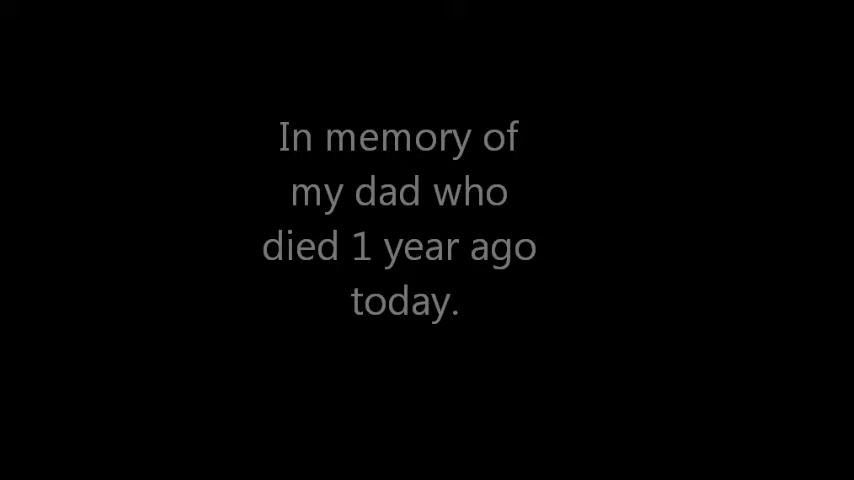 In memory of
my dad who
died 1 year ago
today.